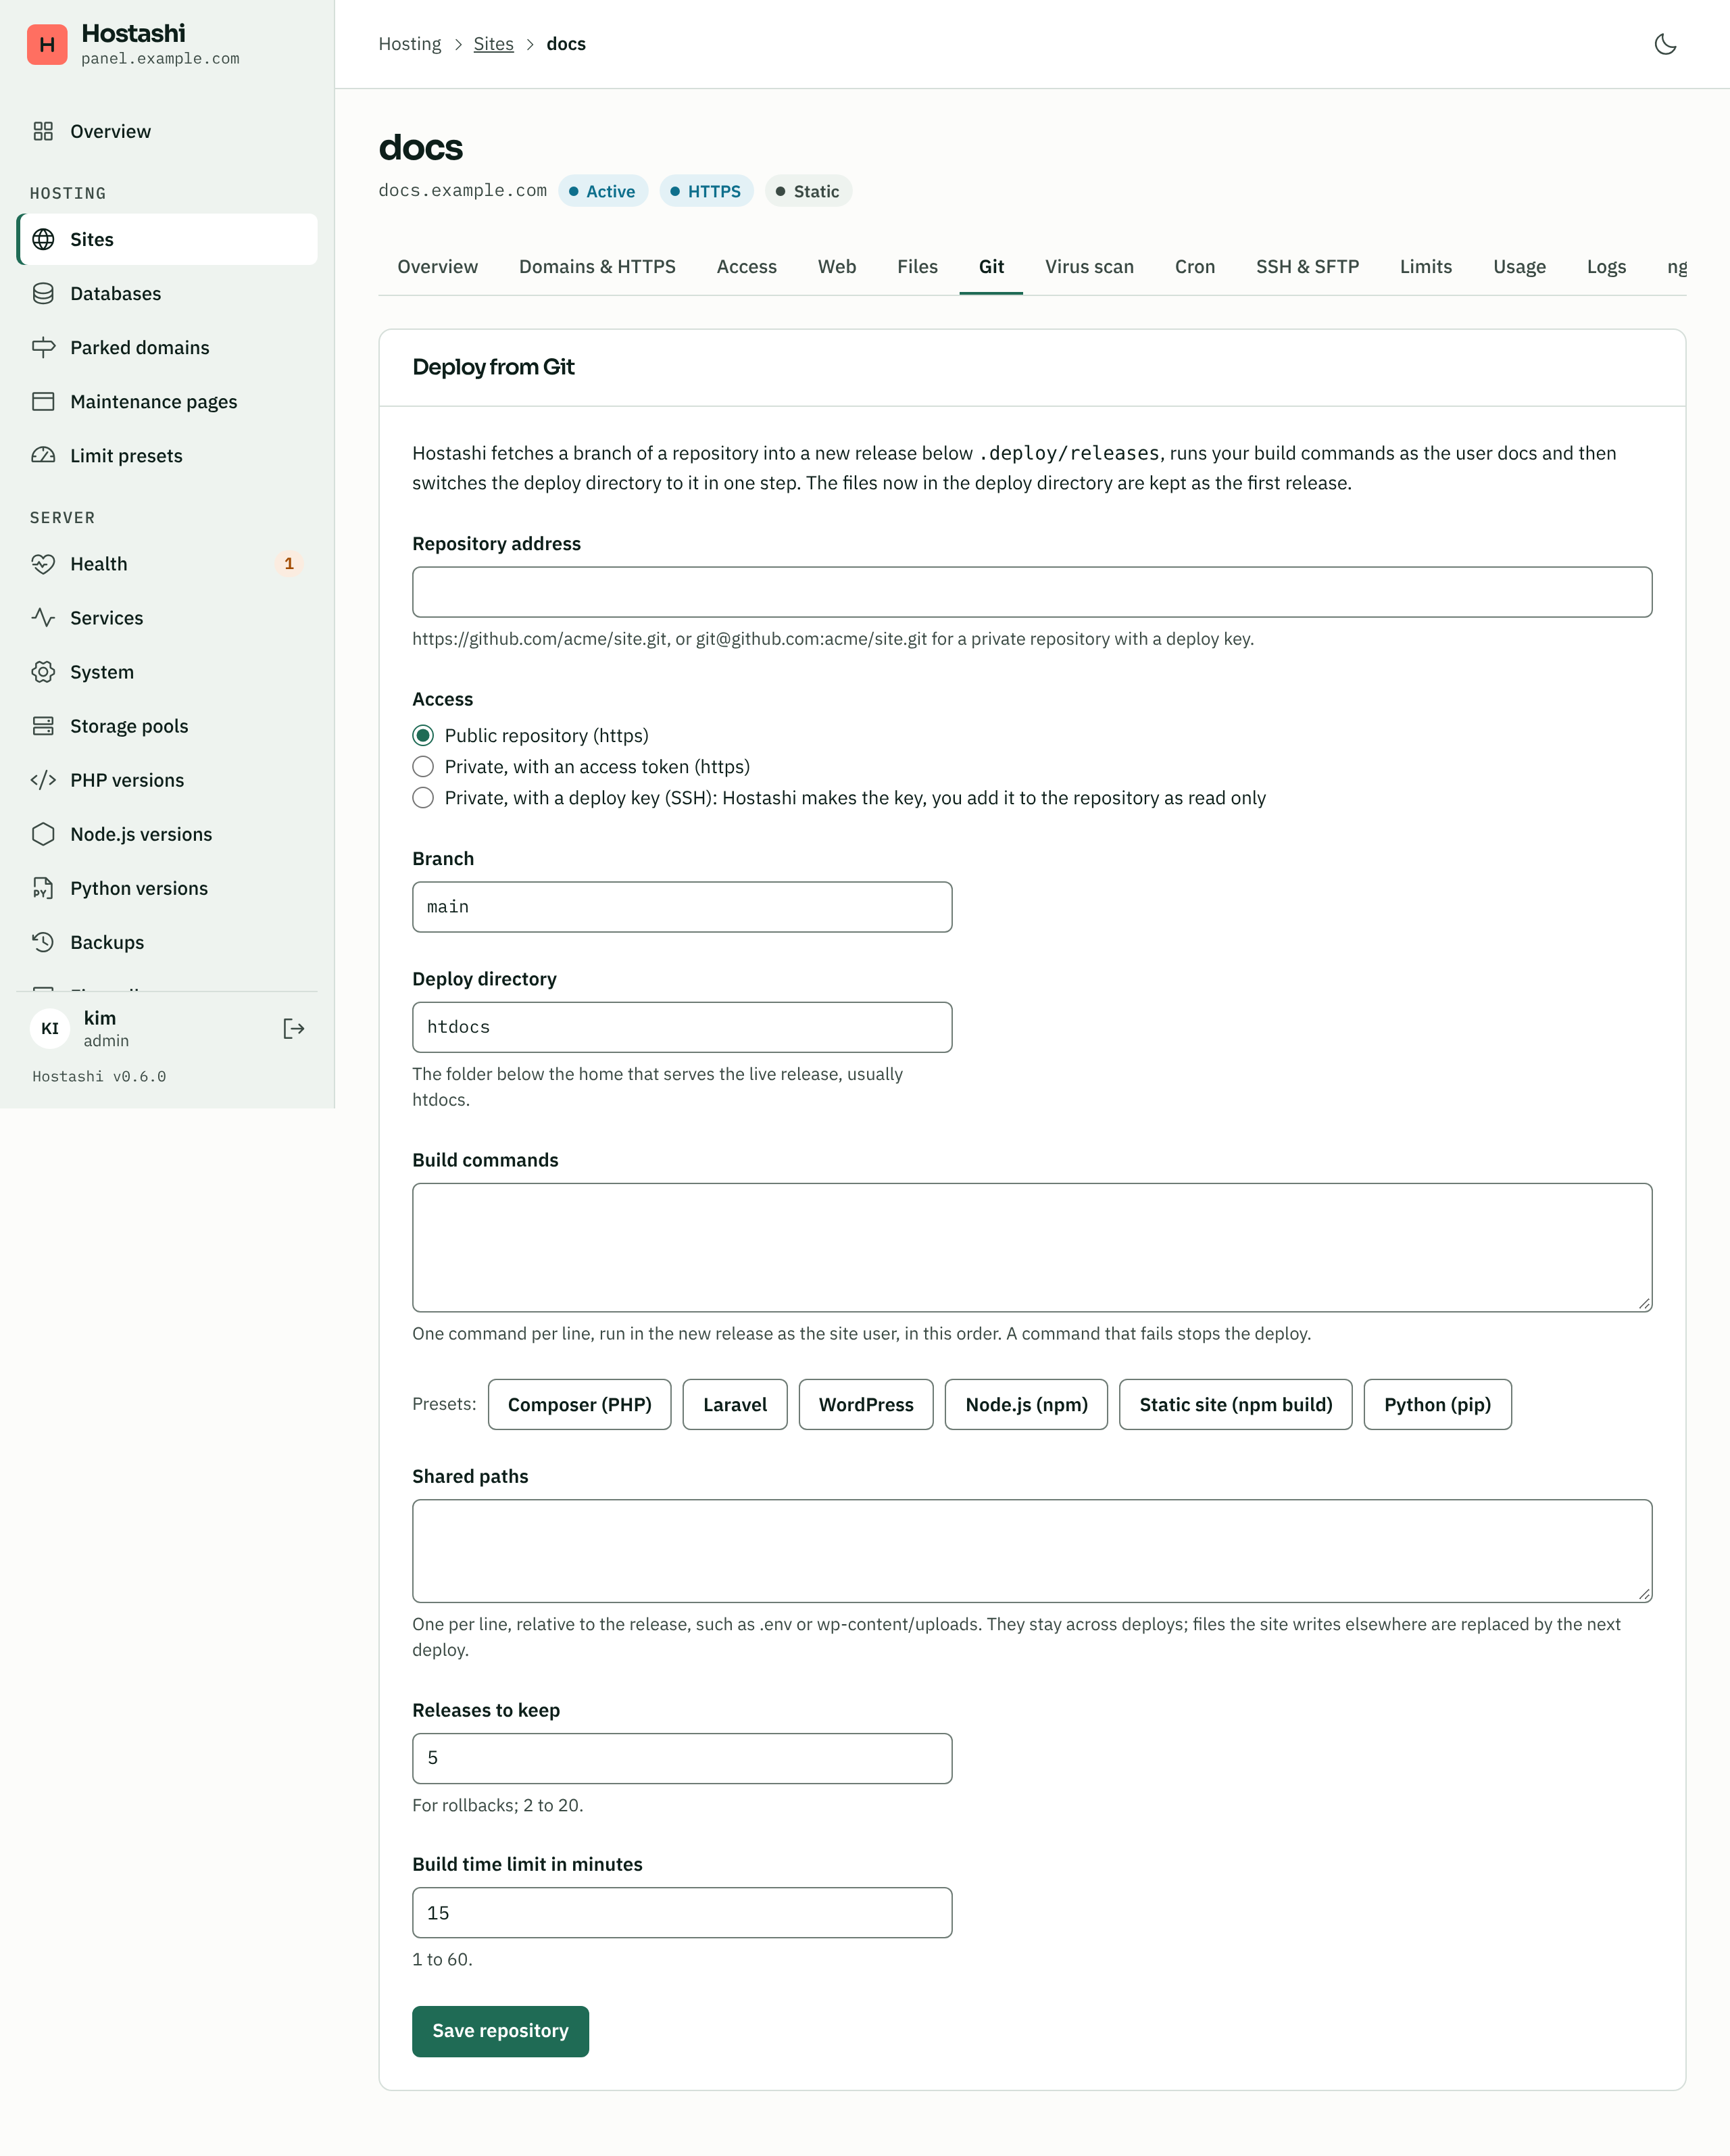 H
Hostashi
panel.example.com
Overview
HOSTING
Sites
Databases
Parked domains
Maintenance pages
Limit presets
SERVER
Health 1
Services
System
Storage pools
PHP versions
Node.js versions
PY Python versions
Backups
KI
kim
admin
Hostashi v0.6.0
Hosting > Sites > docs
docs
docs.example.com Active HTTPS Static
Overview Domains & HTTPS Access Web Files Git Virus scan Cron SSH & SFTP Limits Usage Logs ng
Deploy from Git
Hostashi fetches a branch of a repository into a new release below .deploy/releases, runs your build commands as the user docs and then
switches the deploy directory to it in one step. The files now in the deploy directory are kept as the first release.
Repository address
https://github.com/acme/site.git, or git@github.com:acme/site.git for a private repository with a deploy key.
Access
Public repository (https)
Private, with an access token (https)
Private, with a deploy key (SSH): Hostashi makes the key, you add it to the repository as read only
Branch
main
Deploy directory
htdocs
The folder below the home that serves the live release, usually
htdocs.
Build commands
One command per line, run in the new release as the site user, in this order. A command that fails stops the deploy.
Presets: Composer (PHP) Laravel WordPress Node.js (npm) Static site (npm build) Python (pip)
Shared paths
One per line, relative to the release, such as .env or wp-content/uploads. They stay across deploys; files the site writes elsewhere are replaced by the next
deploy.
Releases to keep
5
For rollbacks; 2 to 20.
Build time limit in minutes
15
1 to 60.
Save repository